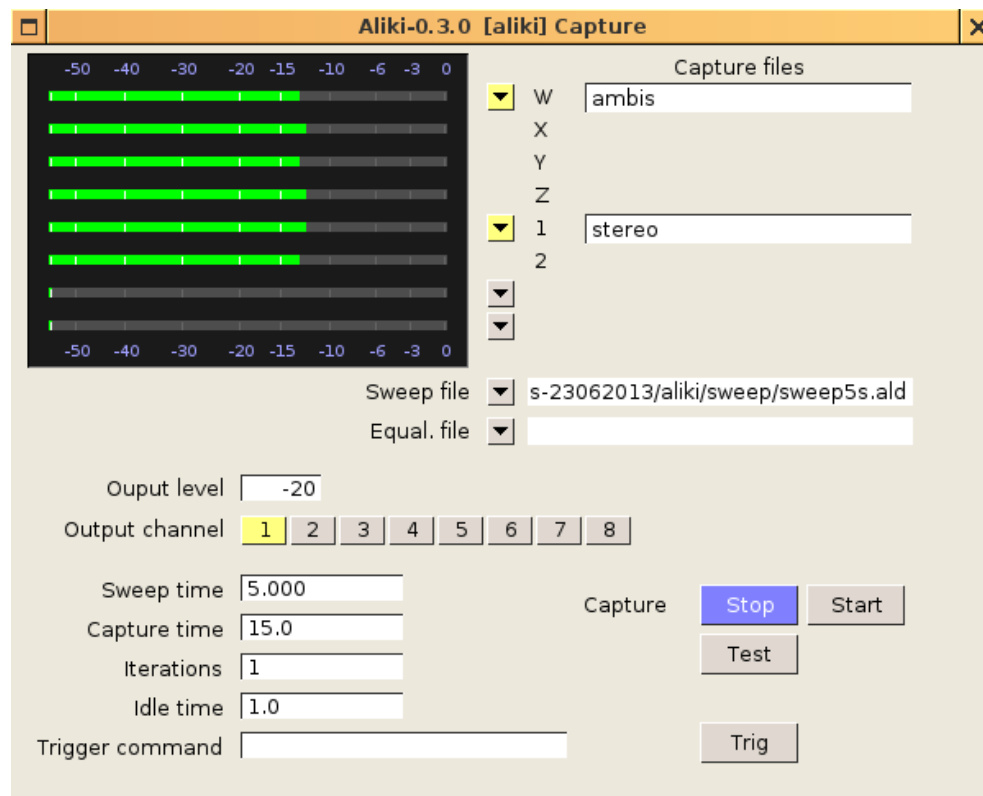 Aliki-0.3.0 [aliki] Capture
-50 -40 -30 -20 -15 -10 -6 -3 0
Capture files
W ambis
X
Y
Z
1 stereo
2
-50 -40 -30 -20 -15 -10 -6 -3 0
Sweep file s-23062013/aliki/sweep/sweep5s.ald
Equal. file
Ouput level -20
Output channel 1 2 3 4 5 6 7 8
Sweep time 5.000
Capture Stop Start
Capture time 15.0
Test
Iterations 1
Idle time 1.0
Trigger command
Trig